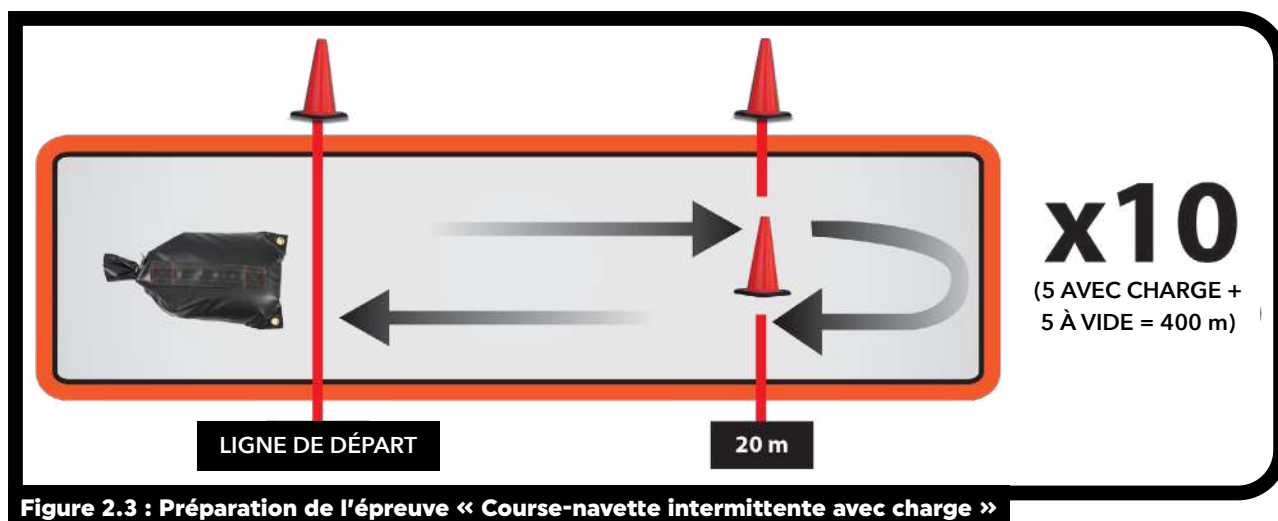 x10
(5 AVEC CHARGE +
5 À VIDE = 400 m)
LIGNE DE DÉPART
20 m
Figure 2.3 : Préparation de l'épreuve « Course-navette intermittente avec charge »